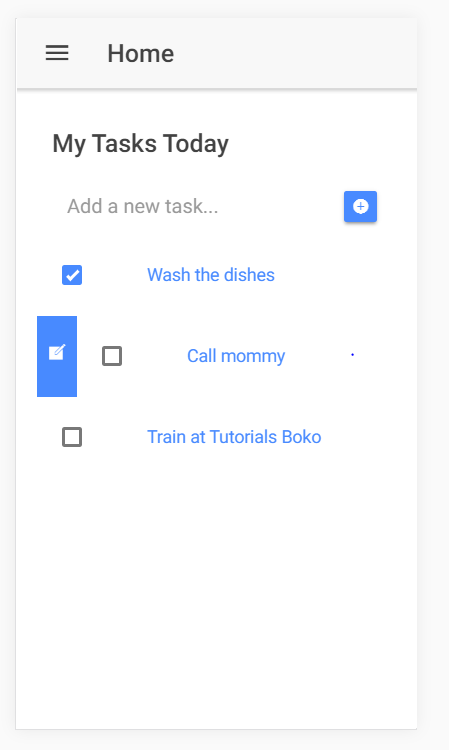 Home
My Tasks Today
Add a new task...
Wash the dishes
Call mommy
Train at Tutorials Boko